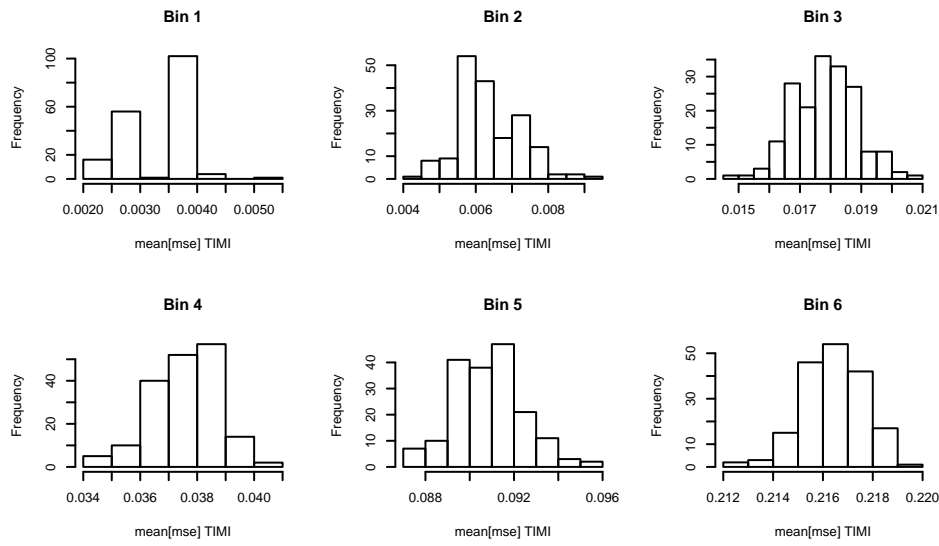 Bin 1
Frequency
0 20 60 100
0.0020 0.0030 0.0040 0.0050
mean[mse] TIMI
Bin 2
Frequency
0 10 30 50
0.004 0.006 0.008
mean[mse] TIMI
Bin 3
Frequency
0 10 20 30
0.015 0.017 0.019 0.021
mean[mse] TIMI
Bin 4
Frequency
0 20 40
0.034 0.036 0.038 0.040
mean[mse] TIMI
Bin 5
Frequency
0 10 20 30 40
0.088 0.092 0.096
mean[mse] TIMI
Bin 6
Frequency
0 10 30 50
0.212 0.214 0.216 0.218 0.220
mean[mse] TIMI